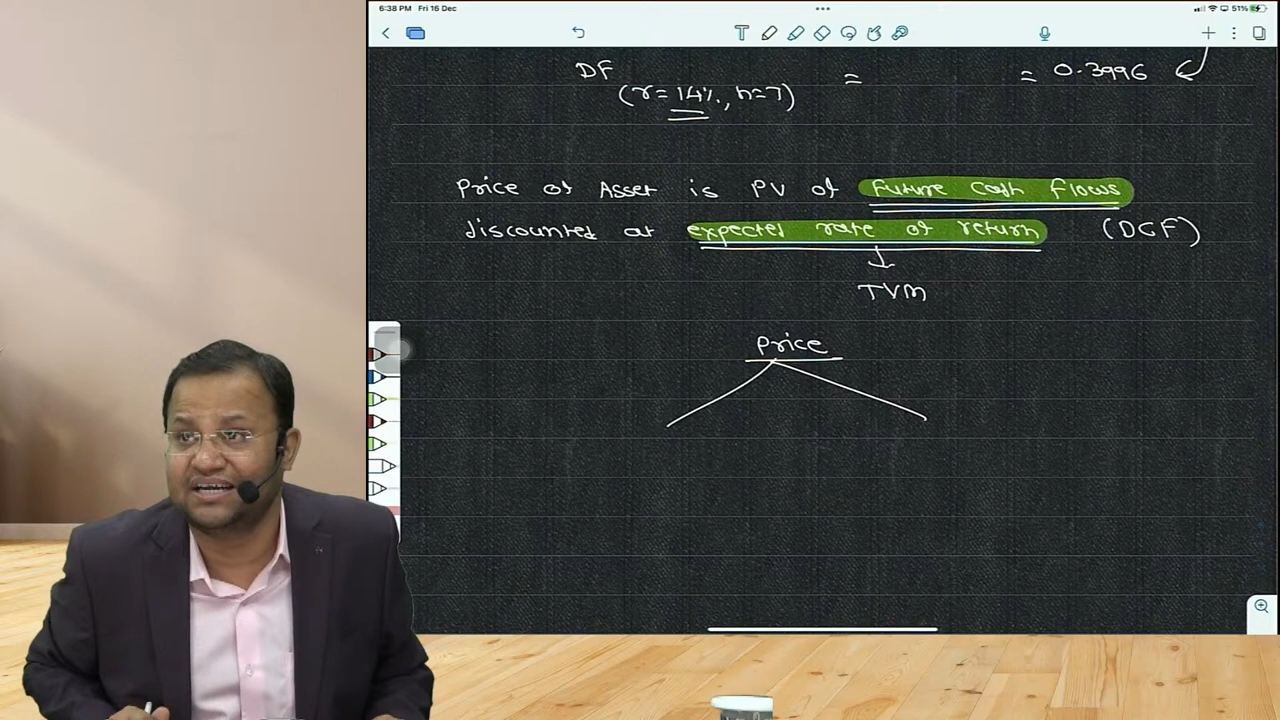 6:38 PM Fri 16 Dec
51%
DF = = 0.3996
(r=14%, n=7)
Price of Asset is PV of Future cash flows
discounted at expected rate of return (DCF)
TVM
Price